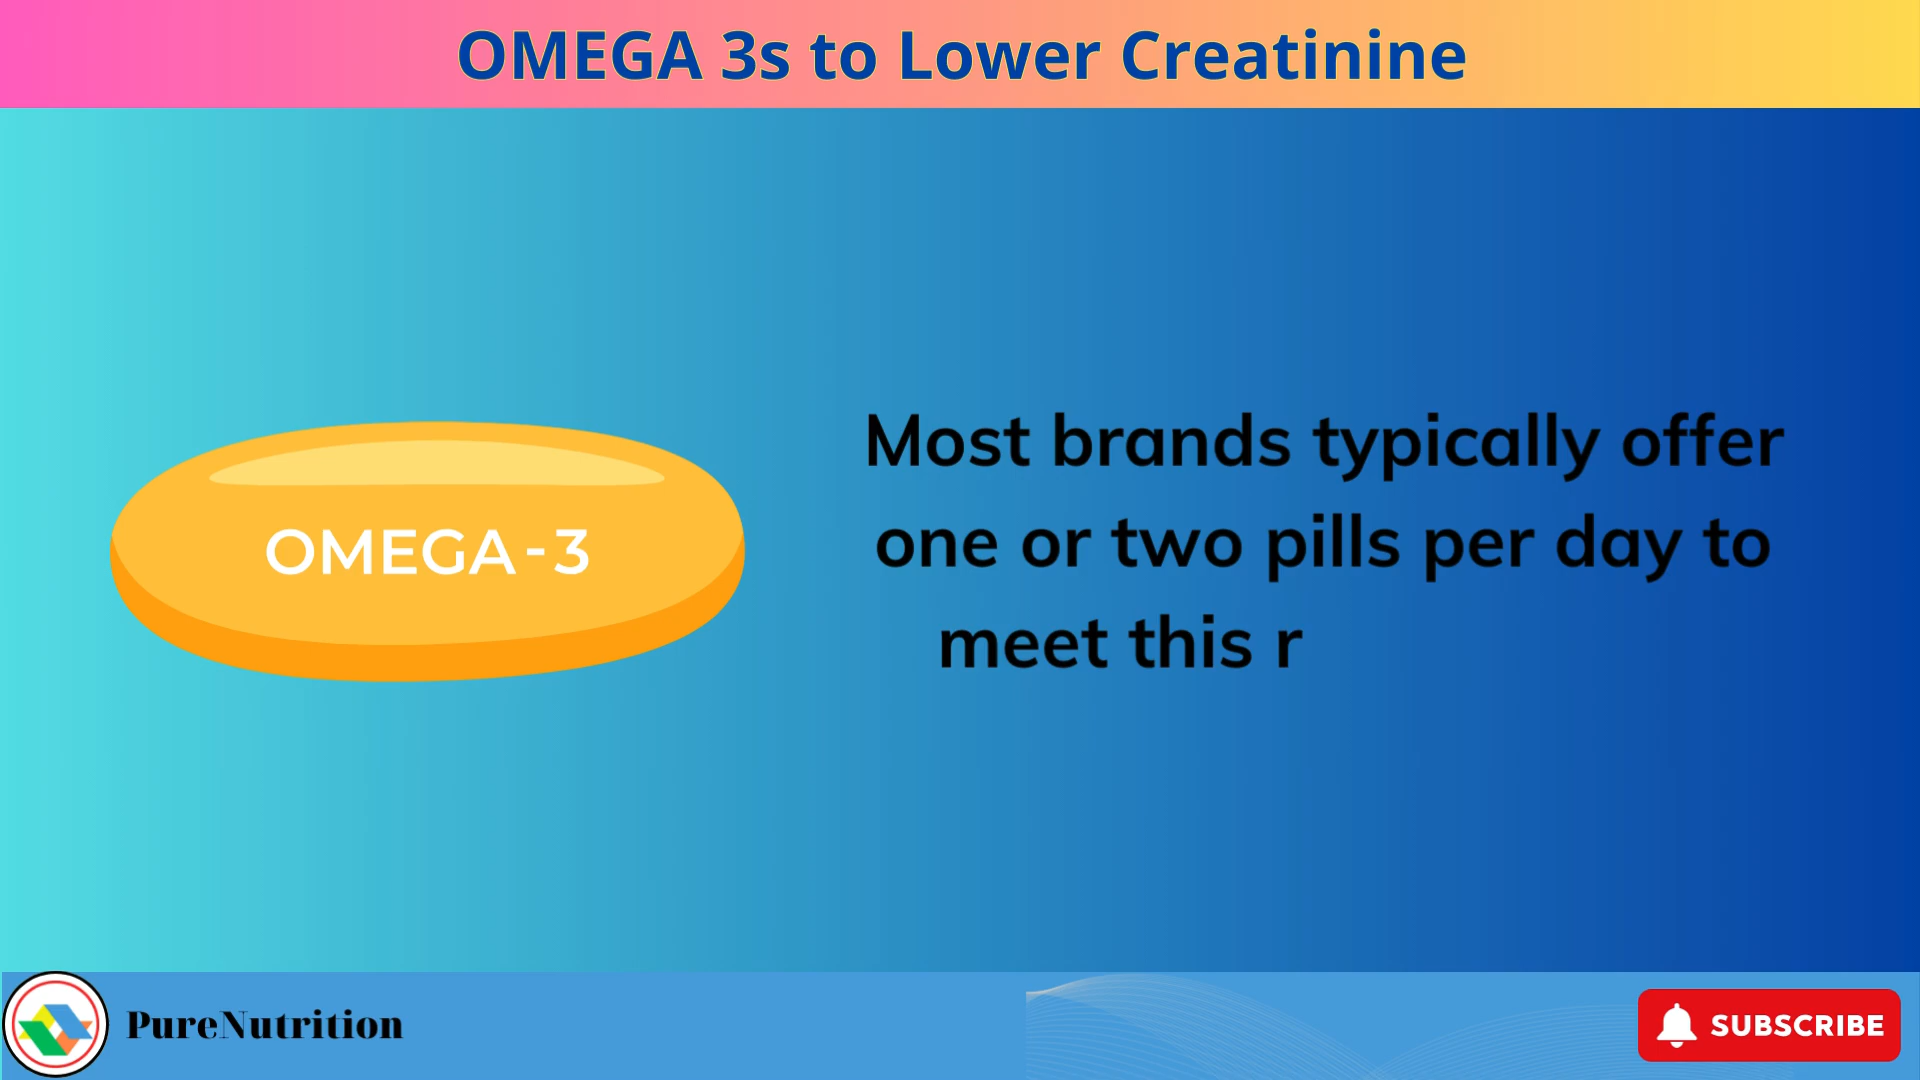 OMEGA 3s to Lower Creatinine
OMEGA-3
Most brands typically offer
one or two pills per day to
meet this r
PureNutrition
SUBSCRIBE